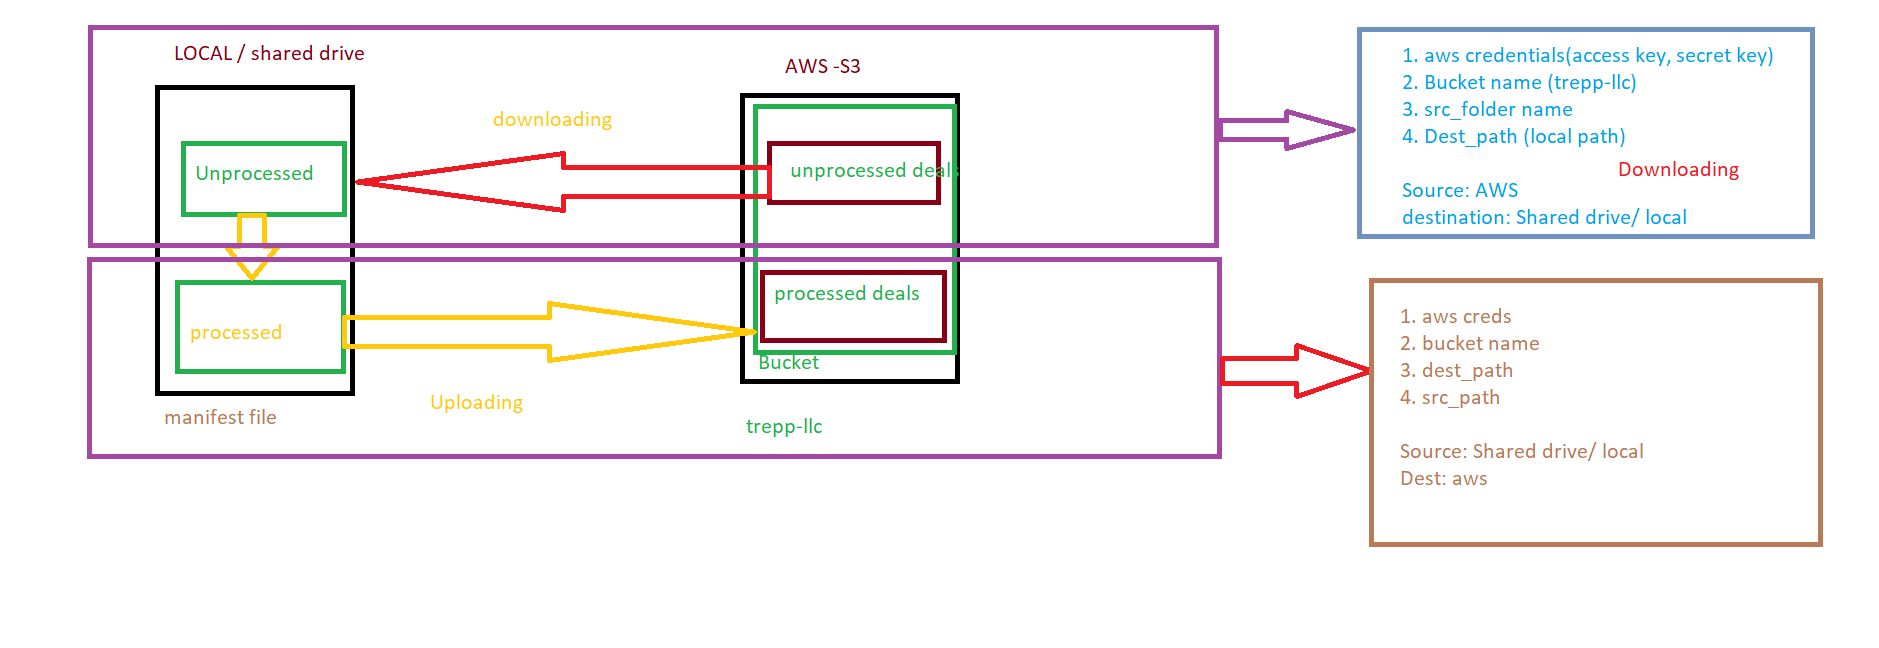 LOCAL / shared drive
AWS -S3
downloading
Unprocessed
unprocessed deals
1. aws credentials(access key, secret key)
2. Bucket name (trepp-llc)
3. src_folder name
4. Dest_path (local path)
Downloading
Source: AWS
destination: Shared drive/ local
processed
processed deals
Bucket
Uploading
manifest file
trepp-llc
1. aws creds
2. bucket name
3. dest_path
4. src_path
Source: Shared drive/ local
Dest: aws